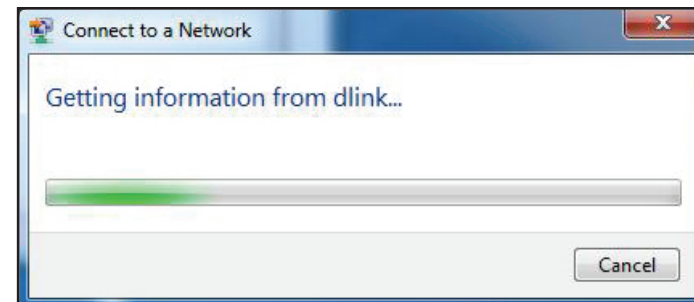 Connect to a Network
Getting information from dlink...
Cancel